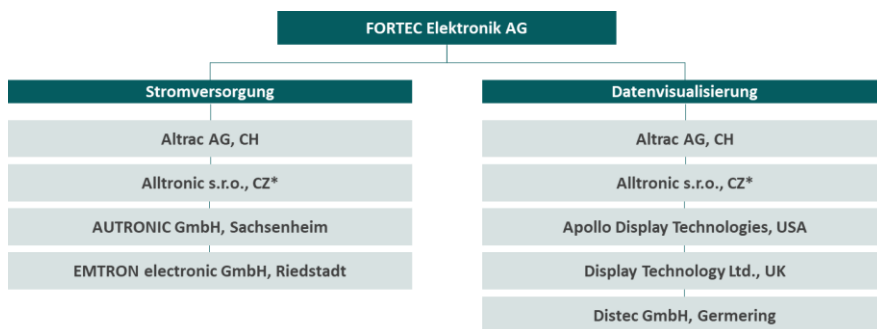 FORTEC Elektronik AG
Stromversorgung
Altrac AG, CH
Alltronic s.r.o., CZ*
AUTRONIC GmbH, Sachsenheim
EMTRON electronic GmbH, Riedstadt
Datenvisualisierung
Altrac AG, CH
Alltronic s.r.o., CZ*
Apollo Display Technologies, USA
Display Technology Ltd., UK
Distec GmbH, Germering